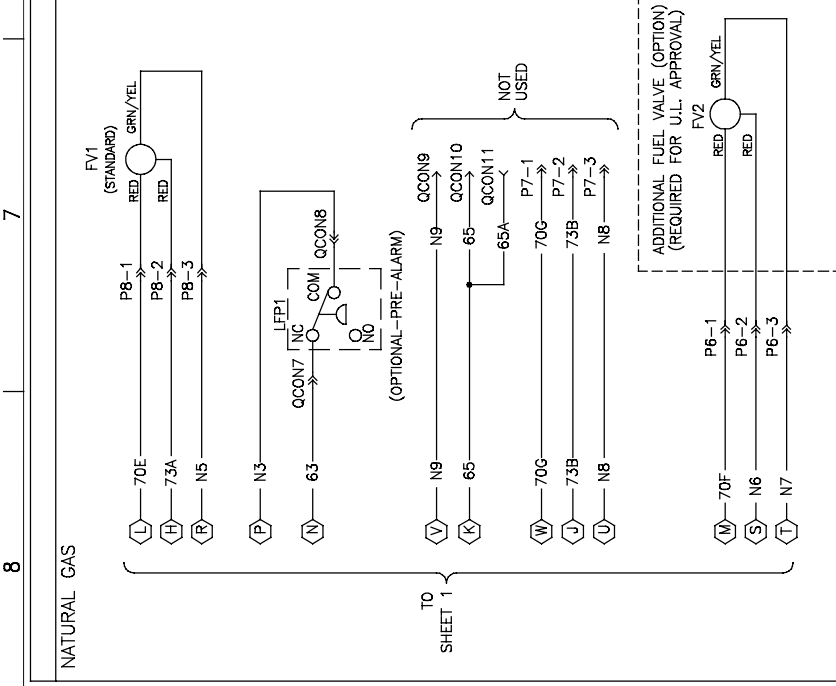 7
8
NATURAL GAS
TO
SHEET 1
L
70E
P8-1
RED
FV1
(STANDARD)
GRN/YEL
H
73A
P8-2
RED
R
N5
P8-3
P
N3
N
63
QCON7
LFP1
NC
COM
NO
QCON8
(OPTIONAL-PRE-ALARM)
V
N9
N9
QCON9
K
65
65
QCON10
65A
QCON11
NOT
USED
W
70G
70G
P7-1
J
73B
73B
P7-2
U
N8
N8
P7-3
ADDITIONAL FUEL VALVE (OPTION)
(REQUIRED FOR U.L. APPROVAL)
M
70F
P6-1
RED
FV2
GRN/YEL
S
N6
P6-2
RED
T
N7
P6-3